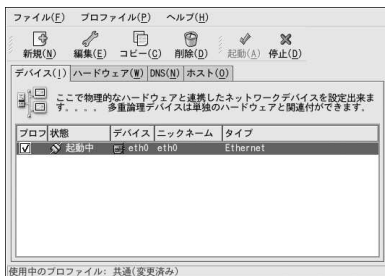 ファイル(F) プロファイル(P) ヘルプ(H)
新規(N) 編集(E) コピー(C) 削除(D) 起動(A) 停止(D)
デバイス(I) ハードウェア(W) DNS(N) ホスト(O)
ここで物理的なハードウェアと連携したネットワークデバイスを設定出来ま
す。... 多重論理デバイスは単独のハードウェアと関連付ができます。
プロフ 状態 デバイス ニックネーム タイプ
起動中 eth0 eth0 Ethernet
使用中のプロファイル: 共通(変更済み)